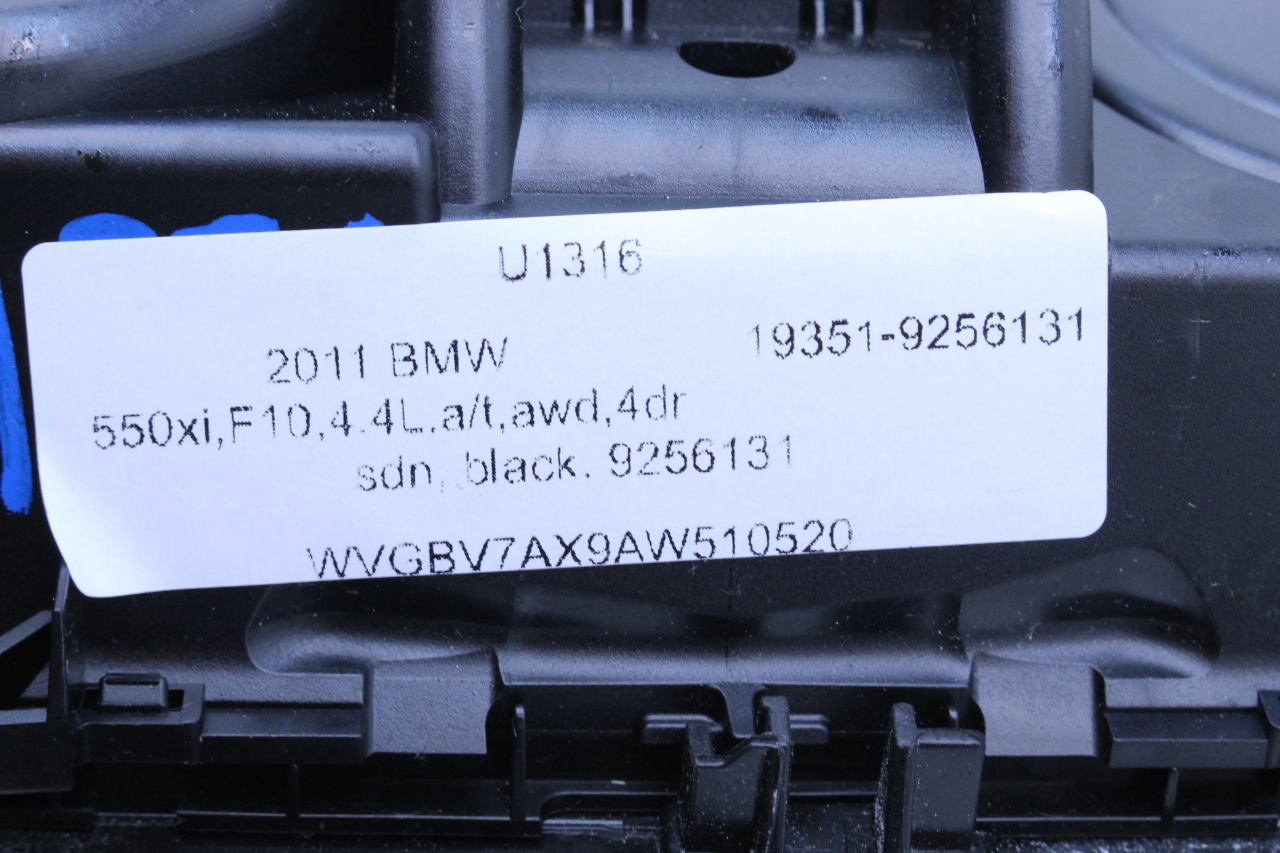 U1316
2011 BMW 19351-9256131
550xi,F10,4.4L,a/t,awd,4dr
sdn, black. 9256131
WVGBV7AX9AW510520